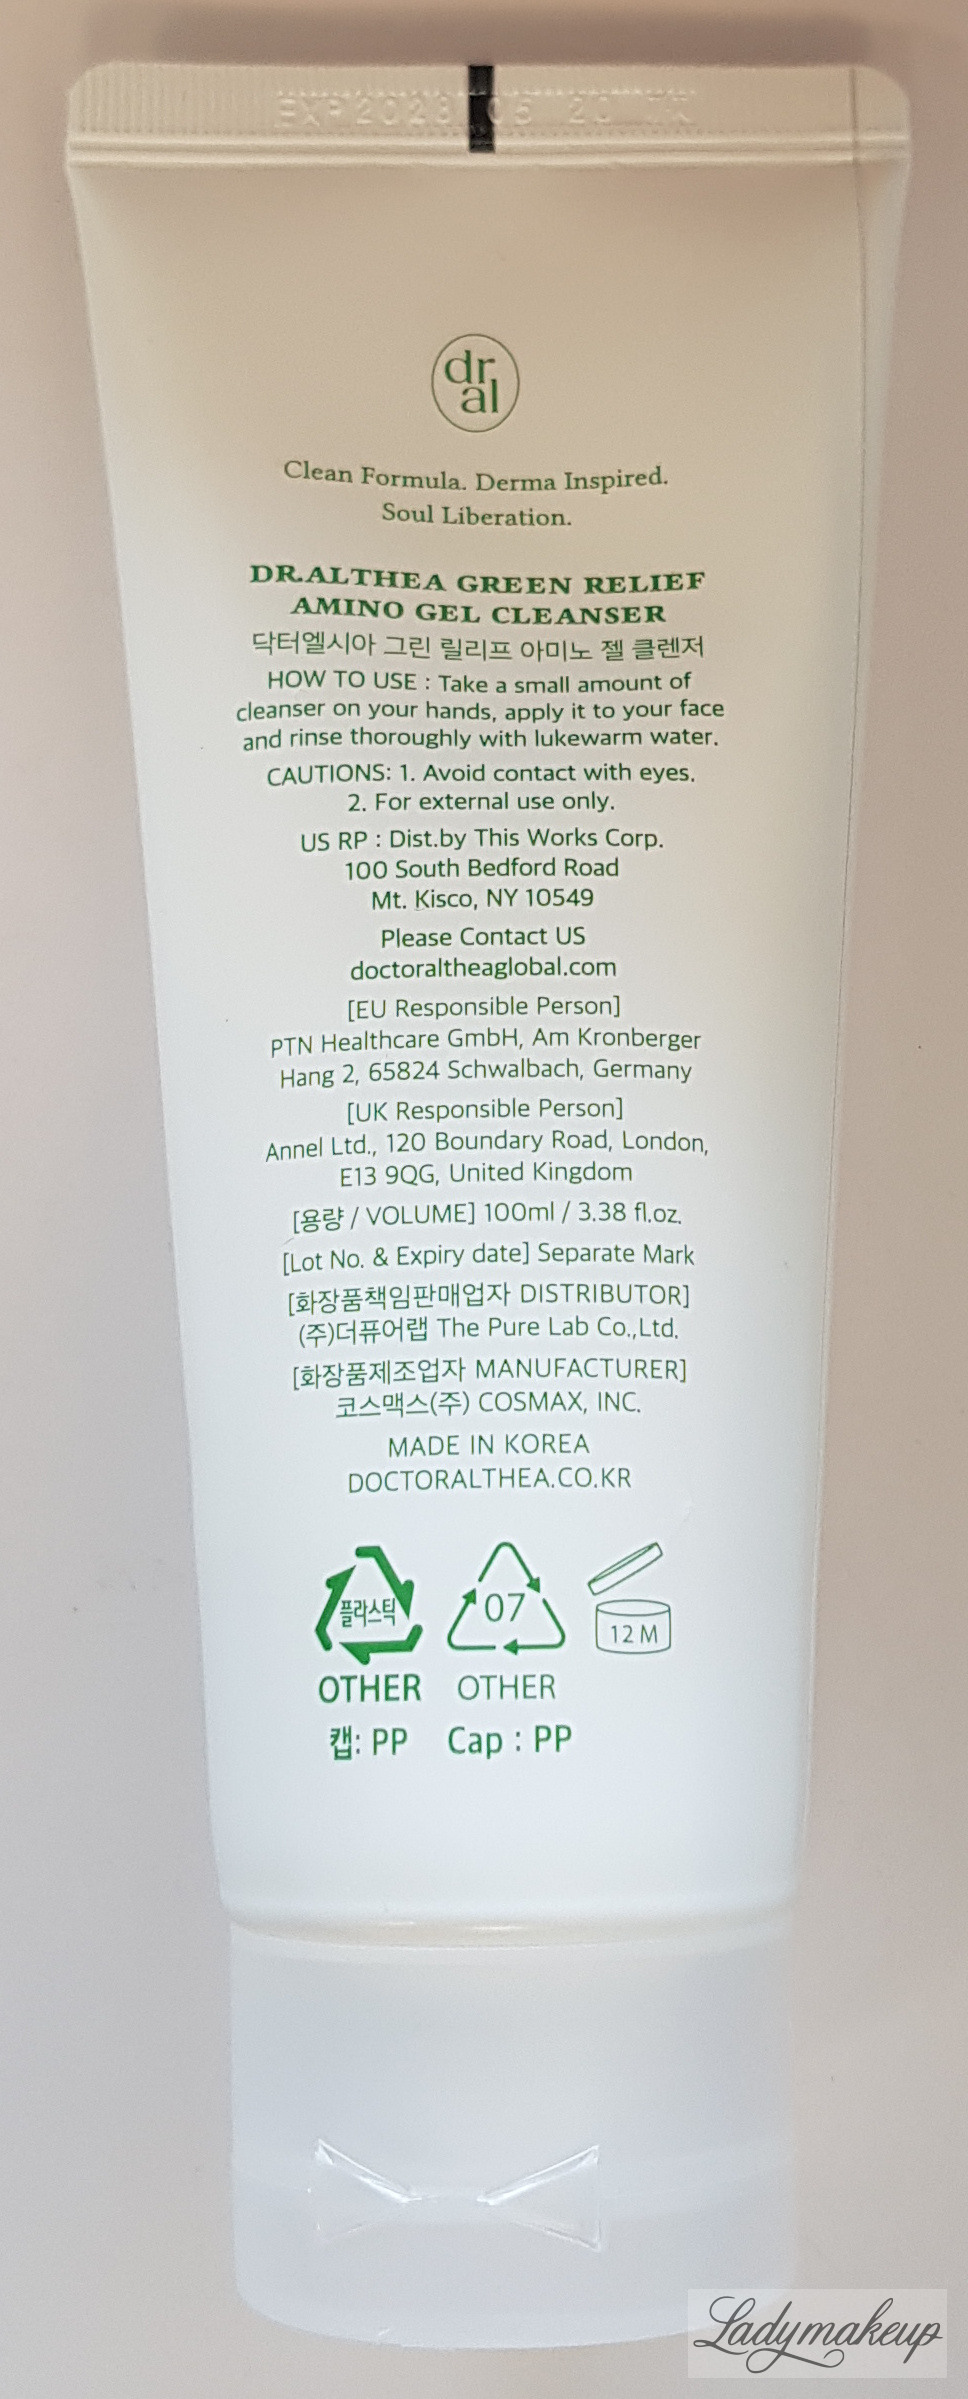 EXP 2028 05 20
dr
al
Clean Formula. Derma Inspired.
Soul Liberation.
DR.ALTHEA GREEN RELIEF
AMINO GEL CLEANSER
닥터엘시아 그린 릴리프 아미노 젤 클렌저
HOW TO USE : Take a small amount of
cleanser on your hands, apply it to your face
and rinse thoroughly with lukewarm water.
CAUTIONS: 1. Avoid contact with eyes.
2. For external use only.
US RP : Dist.by This Works Corp.
100 South Bedford Road
Mt. Kisco, NY 10549
Please Contact US
doctoraltheaglobal.com
[EU Responsible Person]
PTN Healthcare GmbH, Am Kronberger
Hang 2, 65824 Schwalbach, Germany
[UK Responsible Person]
Annel Ltd., 120 Boundary Road, London,
E13 9QG, United Kingdom
[용량 / VOLUME] 100ml / 3.38 fl.oz.
[Lot No. & Expiry date] Separate Mark
[화장품책임판매업자 DISTRIBUTOR]
(주)더퓨어랩 The Pure Lab Co.,Ltd.
[화장품제조업자 MANUFACTURER]
코스맥스(주) COSMAX, INC.
MADE IN KOREA
DOCTORALTHEA.CO.KR
플라스틱 07 12 M
OTHER OTHER
캡: PP Cap : PP
Ladymakeup